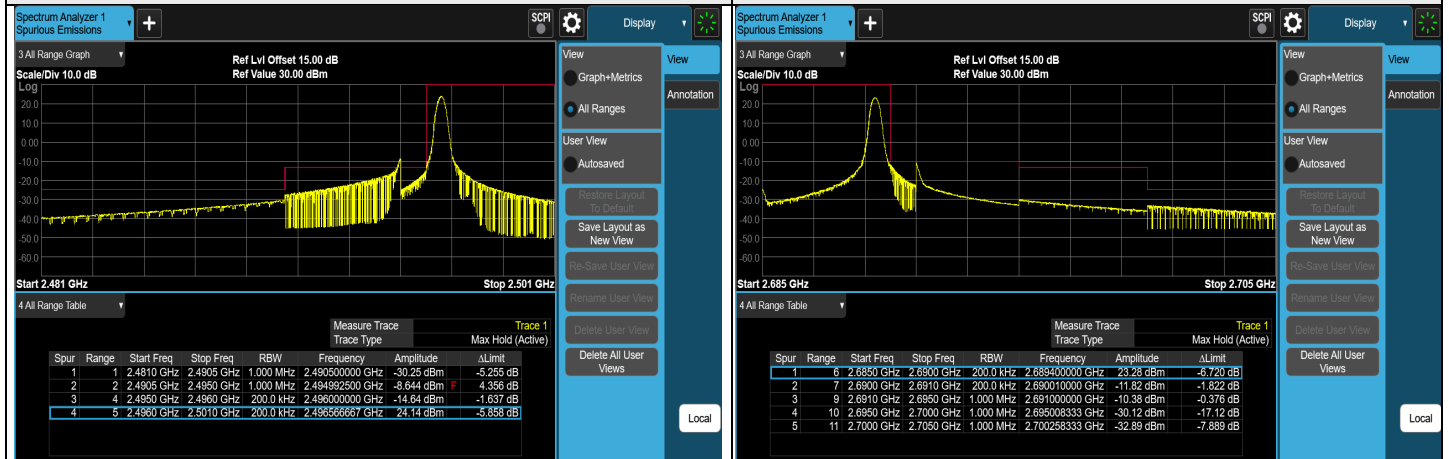 Spectrum Analyzer 1
Spurious Emissions
+
SCPI
Display
3 All Range Graph
Ref Lvl Offset 15.00 dB
Scale/Div 10.0 dB
Ref Value 30.00 dBm
Log
20.0
10.0
0.00
-10.0
-20.0
-30.0
-40.0
-50.0
-60.0
Start 2.481 GHz
Stop 2.501 GHz
View
Graph+Metrics
All Ranges
User View
Autosaved
Restore Layout
To Default
Save Layout as
New View
Re-Save User View
Rename User View
Delete User View
Delete All User
Views
View
Annotation
Local
4 All Range Table
Measure Trace Trace 1
Trace Type Max Hold (Active)
Spur Range Start Freq Stop Freq RBW Frequency Amplitude ΔLimit
1 1 2.4810 GHz 2.4905 GHz 1.000 MHz 2.490500000 GHz -30.25 dBm -5.255 dB
2 2 2.4905 GHz 2.4950 GHz 1.000 MHz 2.494992500 GHz -8.644 dBm F 4.356 dB
3 4 2.4950 GHz 2.4960 GHz 200.0 kHz 2.496000000 GHz -14.64 dBm -1.637 dB
4 5 2.4960 GHz 2.5010 GHz 200.0 kHz 2.496566667 GHz 24.14 dBm -5.858 dB
Spectrum Analyzer 1
Spurious Emissions
+
SCPI
Display
3 All Range Graph
Ref Lvl Offset 15.00 dB
Scale/Div 10.0 dB
Ref Value 30.00 dBm
Log
20.0
10.0
0.00
-10.0
-20.0
-30.0
-40.0
-50.0
-60.0
Start 2.685 GHz
Stop 2.705 GHz
View
Graph+Metrics
All Ranges
User View
Autosaved
Restore Layout
To Default
Save Layout as
New View
Re-Save User View
Rename User View
Delete User View
Delete All User
Views
View
Annotation
Local
4 All Range Table
Measure Trace Trace 1
Trace Type Max Hold (Active)
Spur Range Start Freq Stop Freq RBW Frequency Amplitude ΔLimit
1 6 2.6850 GHz 2.6900 GHz 200.0 kHz 2.689400000 GHz 23.28 dBm -6.720 dB
2 7 2.6900 GHz 2.6910 GHz 200.0 kHz 2.690010000 GHz -11.82 dBm -1.822 dB
3 9 2.6910 GHz 2.6950 GHz 1.000 MHz 2.691000000 GHz -10.38 dBm -0.376 dB
4 10 2.6950 GHz 2.7000 GHz 1.000 MHz 2.695008333 GHz -30.12 dBm -17.12 dB
5 11 2.7000 GHz 2.7050 GHz 1.000 MHz 2.700258333 GHz -32.89 dBm -7.889 dB